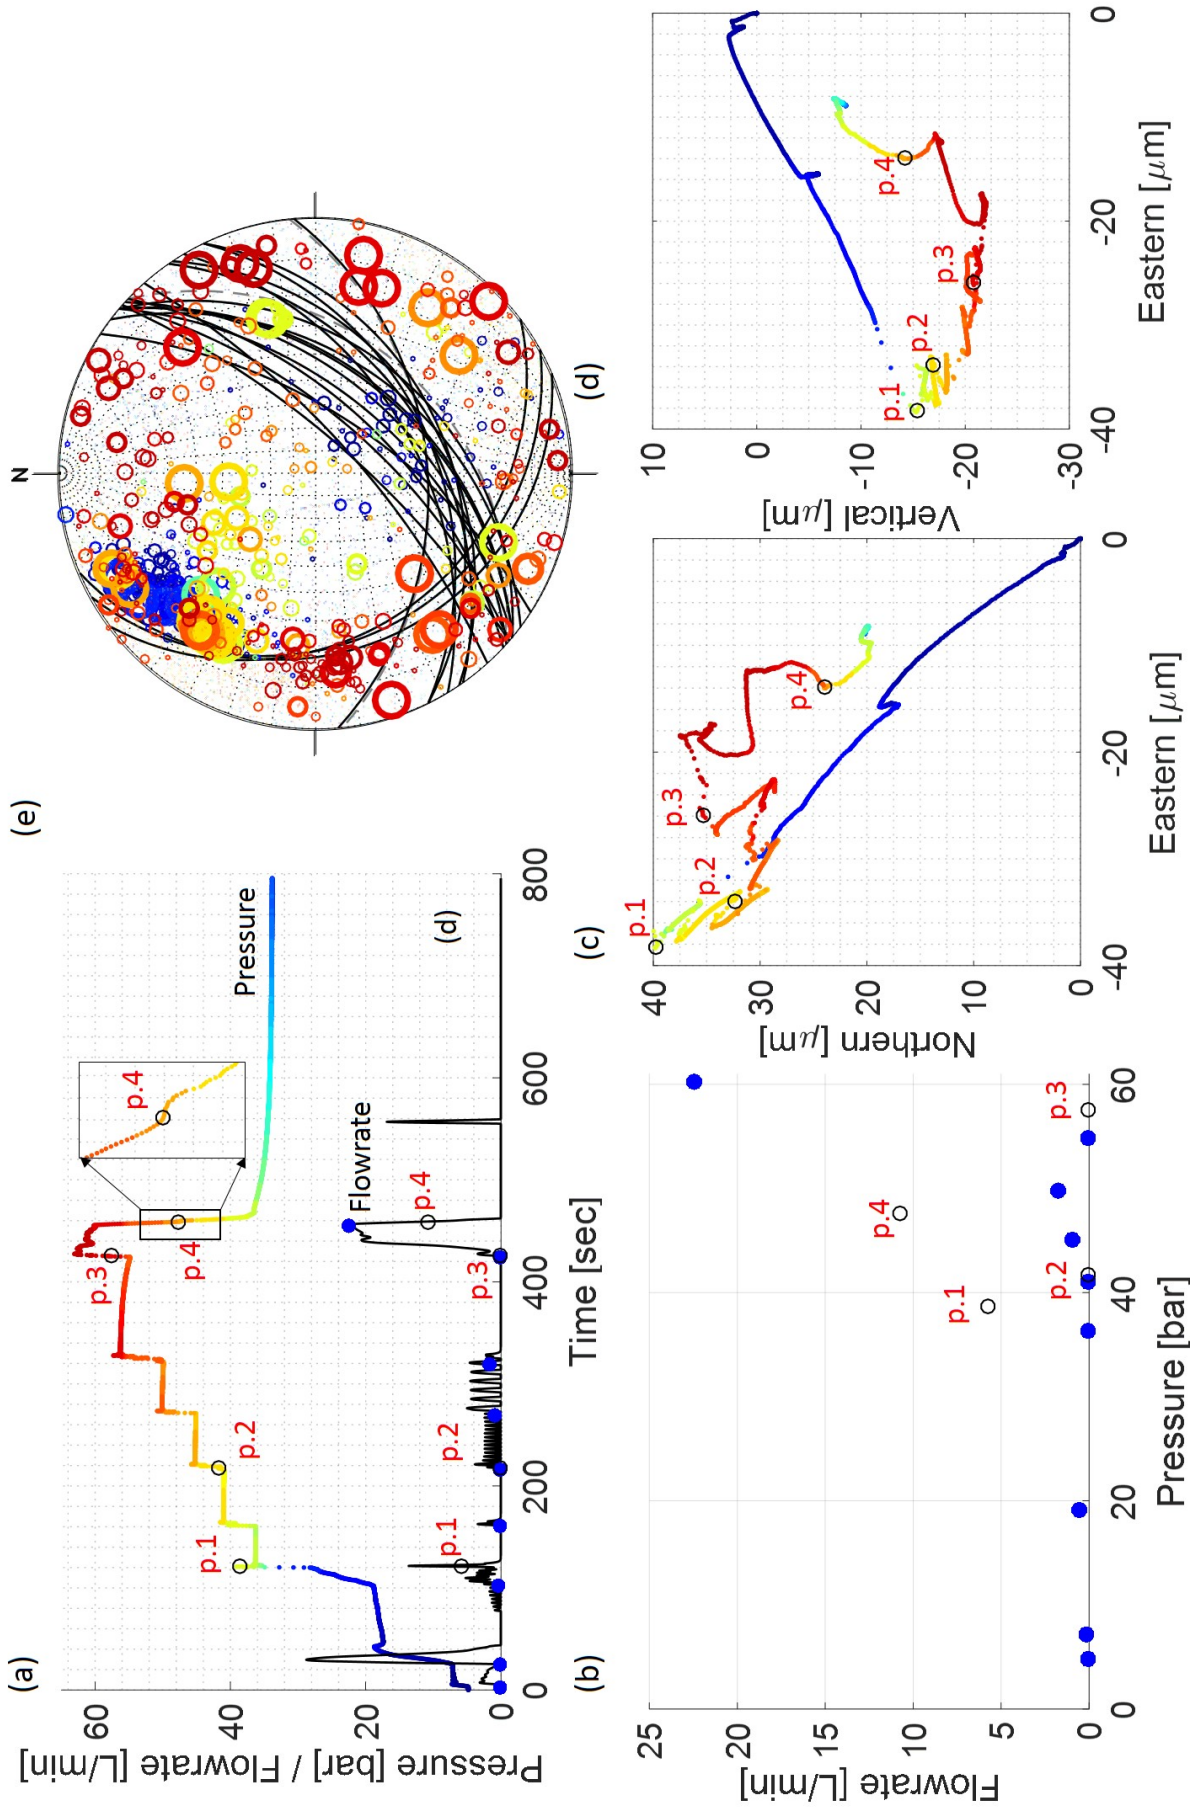 (a)
60
40
20
0
Pressure [bar] / Flowrate [L/min]
0
200
400
600
800
Time [sec]
p.1
p.2
p.3
p.4
p.4
Pressure
Flowrate
p.1
p.2
p.3
p.4
(d)
(e)
N
(b)
25
20
15
10
5
0
Flowrate [L/min]
0
20
40
60
Pressure [bar]
p.1
p.2
p.3
p.4
(c)
40
30
20
10
0
Northern [μm]
-40
-20
0
Eastern [μm]
p.1
p.2
p.3
p.4
(d)
10
0
-10
-20
-30
Vertical [μm]
-40
-20
0
Eastern [μm]
p.1
p.2
p.3
p.4